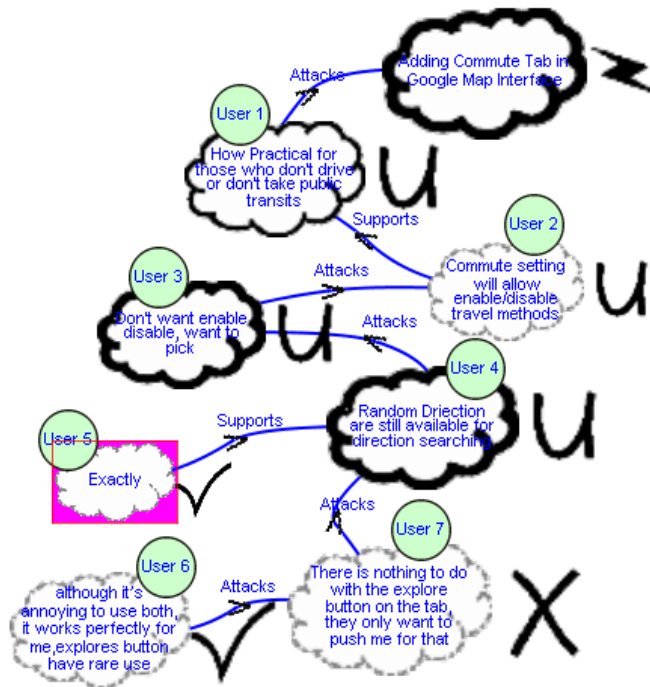 Attacks
Adding Commute Tab in
Google Map Interface
User 1
How Practical for
those who don't drive
or don't take public
transits
U
Supports
User 2
Commute setting
will allow
enable/disable
travel methods
U
User 3
Attacks
Don't want enable
disable, want to
pick
U
Attacks
User 4
Random Driection
are still available for
direction searching
U
User 5
Supports
Exactly
Attacks
User 7
There is nothing to do
with the explore
button on the tab,
they only want to
push me for that
X
User 6
Attacks
although it's
annoying to use both,
it works perfectly for
me,explores button
have rare use